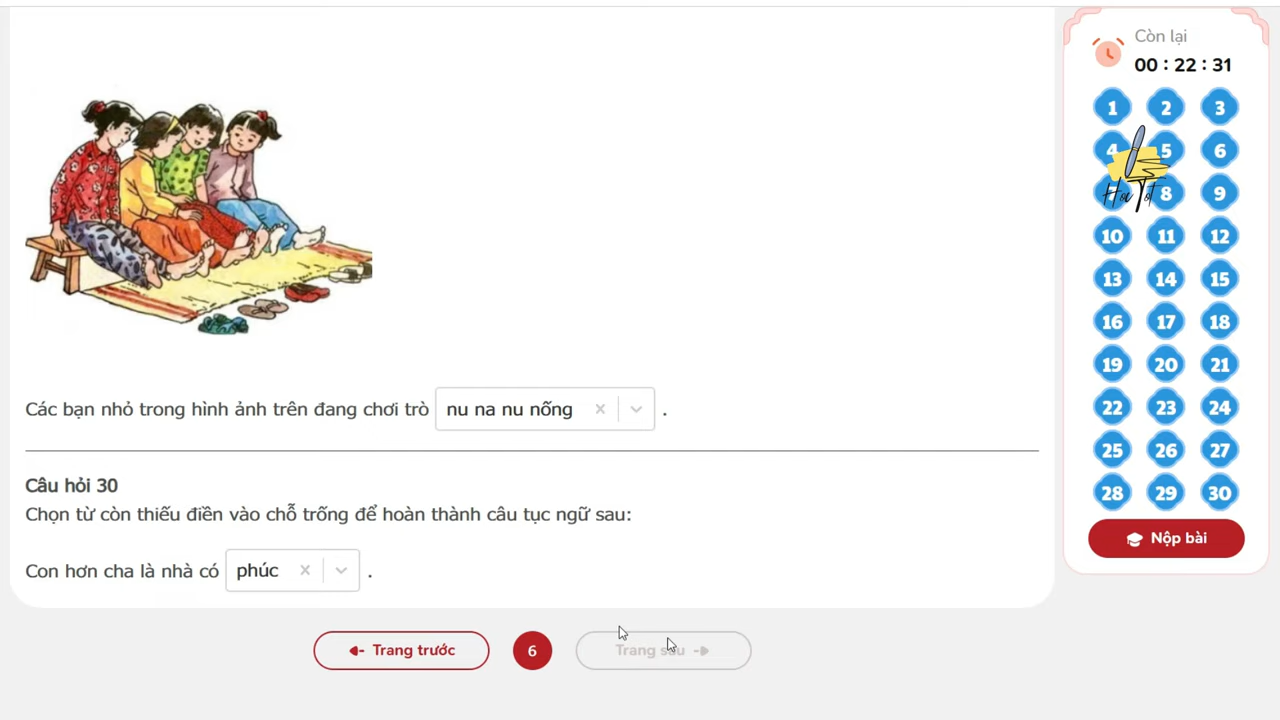 Còn lại
00 : 22 : 31
1 2 3
4 5 6
8 9
10 11 12
13 14 15
16 17 18
19 20 21
22 23 24
25 26 27
28 29 30
Nộp bài
Học Tốt
Các bạn nhỏ trong hình ảnh trên đang chơi trò nu na nu nống .
Câu hỏi 30
Chọn từ còn thiếu điền vào chỗ trống để hoàn thành câu tục ngữ sau:
Con hơn cha là nhà có phúc .
Trang trước 6 Trang sau